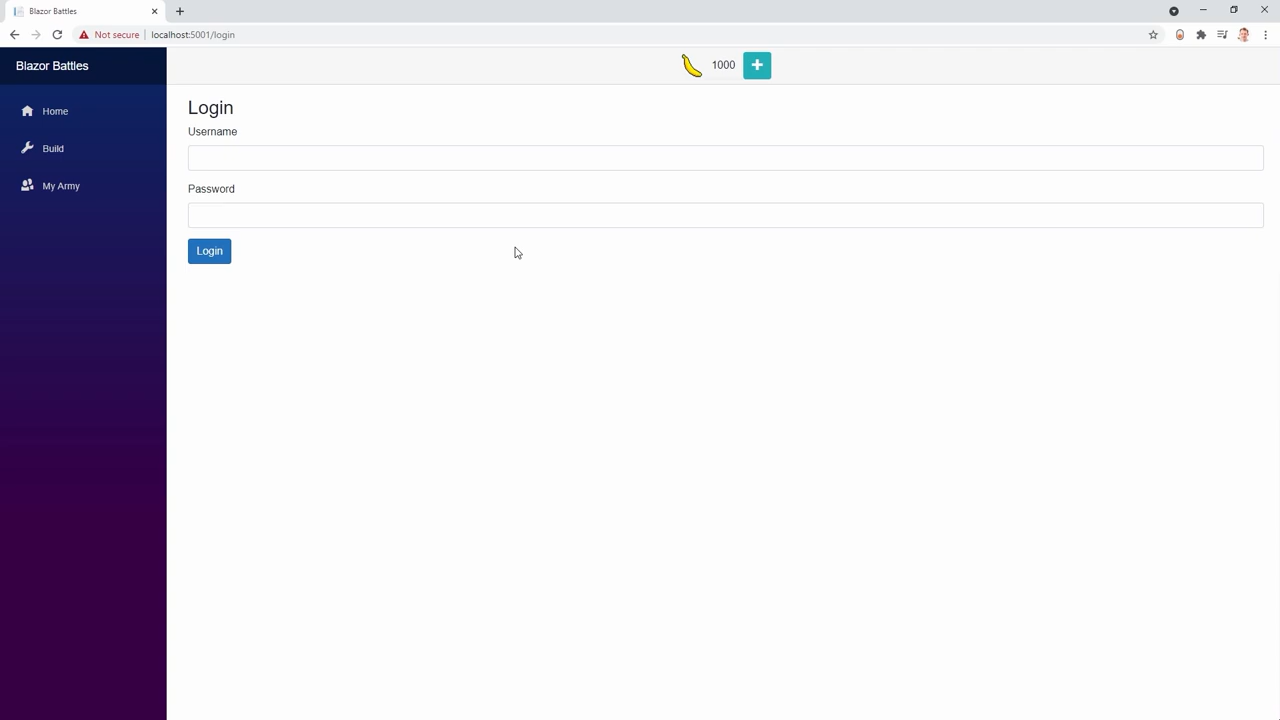 Blazor Battles
Not secure
localhost:5001/login
Blazor Battles
1000
Home
Build
My Army
Login
Username
Password
Login